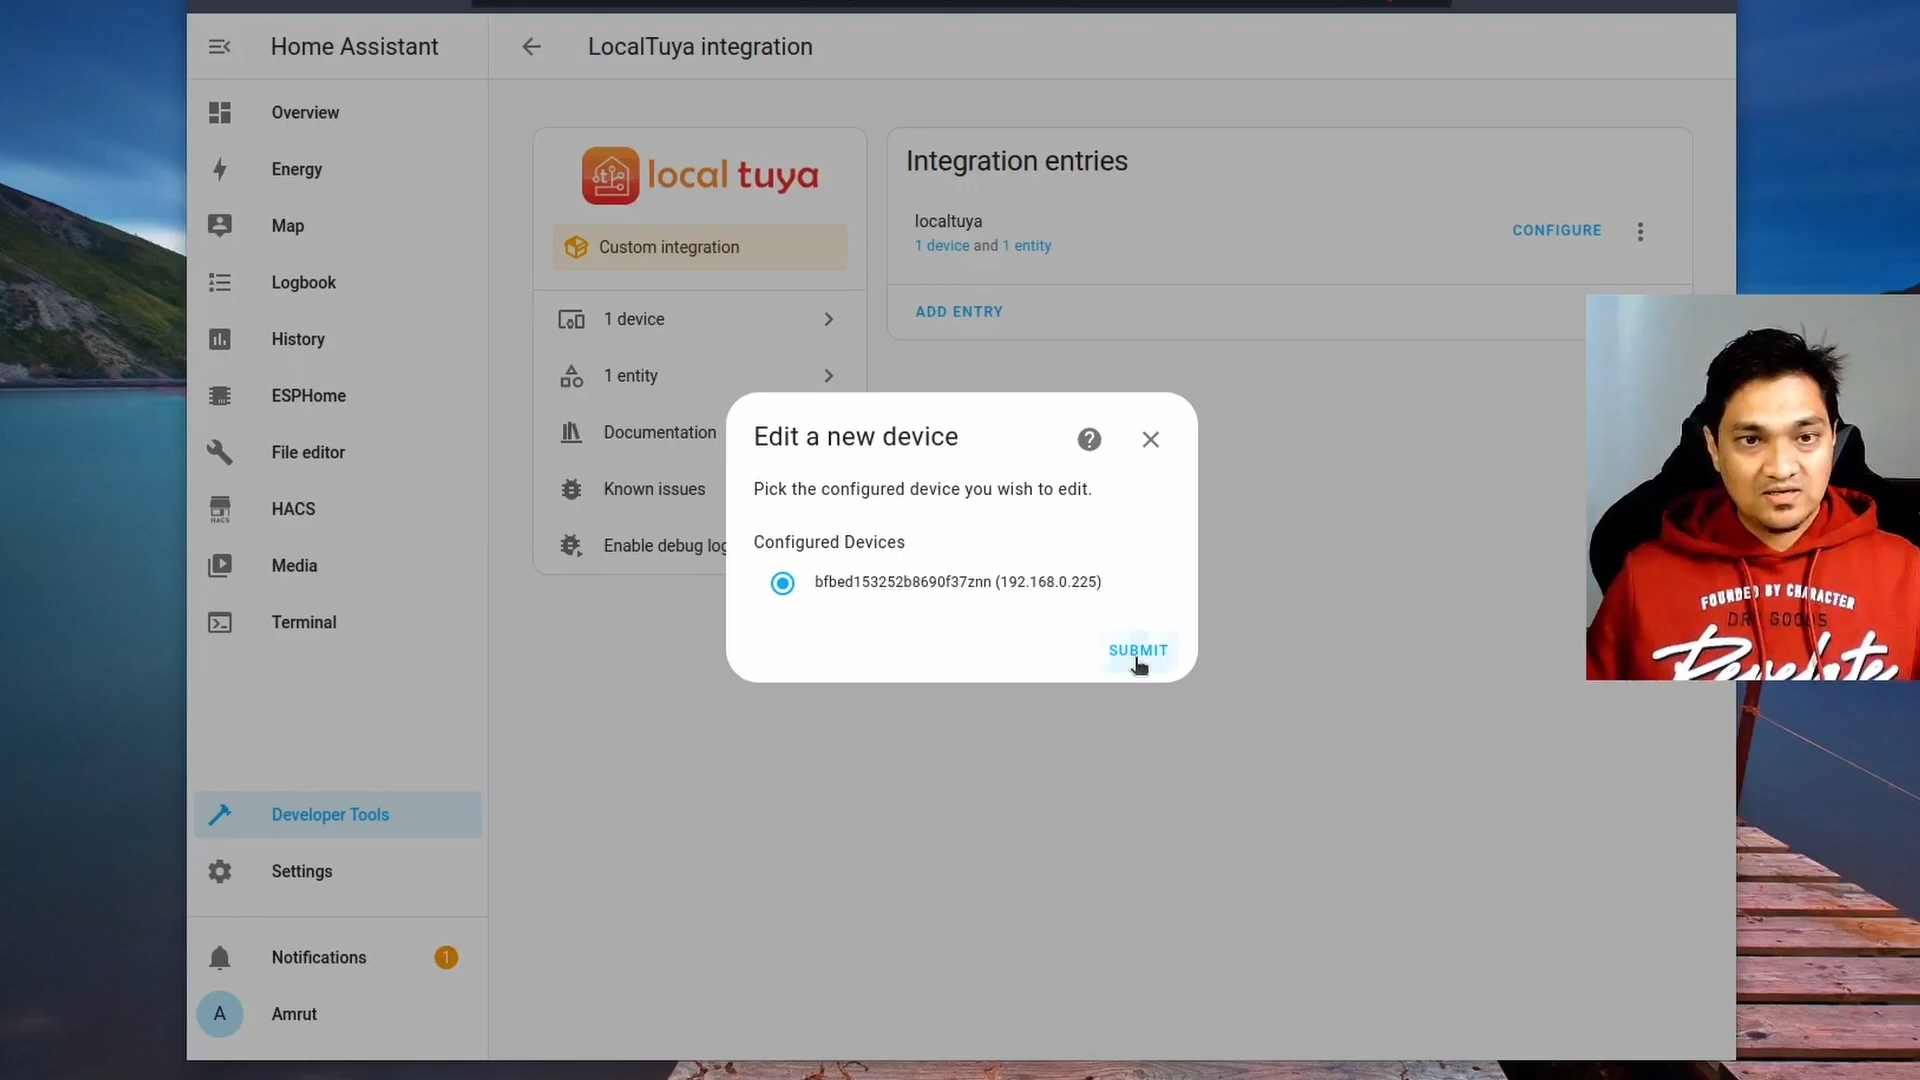 Home Assistant
LocalTuya integration
Overview
Energy
Map
Logbook
History
ESPHome
File editor
HACS
HACS
Media
Terminal
Developer Tools
Settings
Notifications
1
A
Amrut
local tuya
Custom integration
1 device
1 entity
Documentation
Known issues
Enable debug log
Integration entries
localtuya
1 device and 1 entity
CONFIGURE
ADD ENTRY
Edit a new device
Pick the configured device you wish to edit.
Configured Devices
bfbed153252b8690f37znn (192.168.0.225)
SUBMIT
FOUNDED BY CHARACTER
DRY GOODS